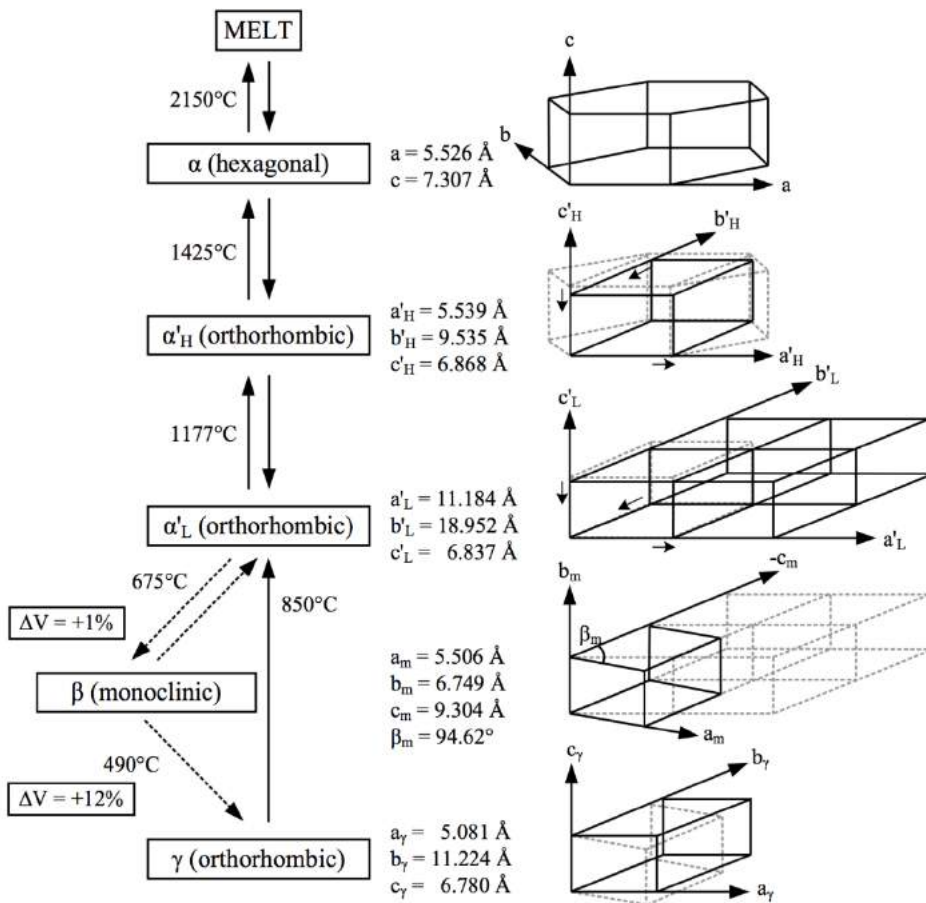 MELT
2150°C
α (hexagonal)
a = 5.526 Å
c = 7.307 Å
c
b
a
1425°C
α'H (orthorhombic)
a'H = 5.539 Å
b'H = 9.535 Å
c'H = 6.868 Å
c'H
b'H
a'H
1177°C
α'L (orthorhombic)
a'L = 11.184 Å
b'L = 18.952 Å
c'L = 6.837 Å
c'L
b'L
a'L
675°C
850°C
ΔV = +1%
β (monoclinic)
am = 5.506 Å
bm = 6.749 Å
cm = 9.304 Å
βm = 94.62°
bm
-cm
βm
am
490°C
ΔV = +12%
γ (orthorhombic)
aγ = 5.081 Å
bγ = 11.224 Å
cγ = 6.780 Å
cγ
bγ
aγ